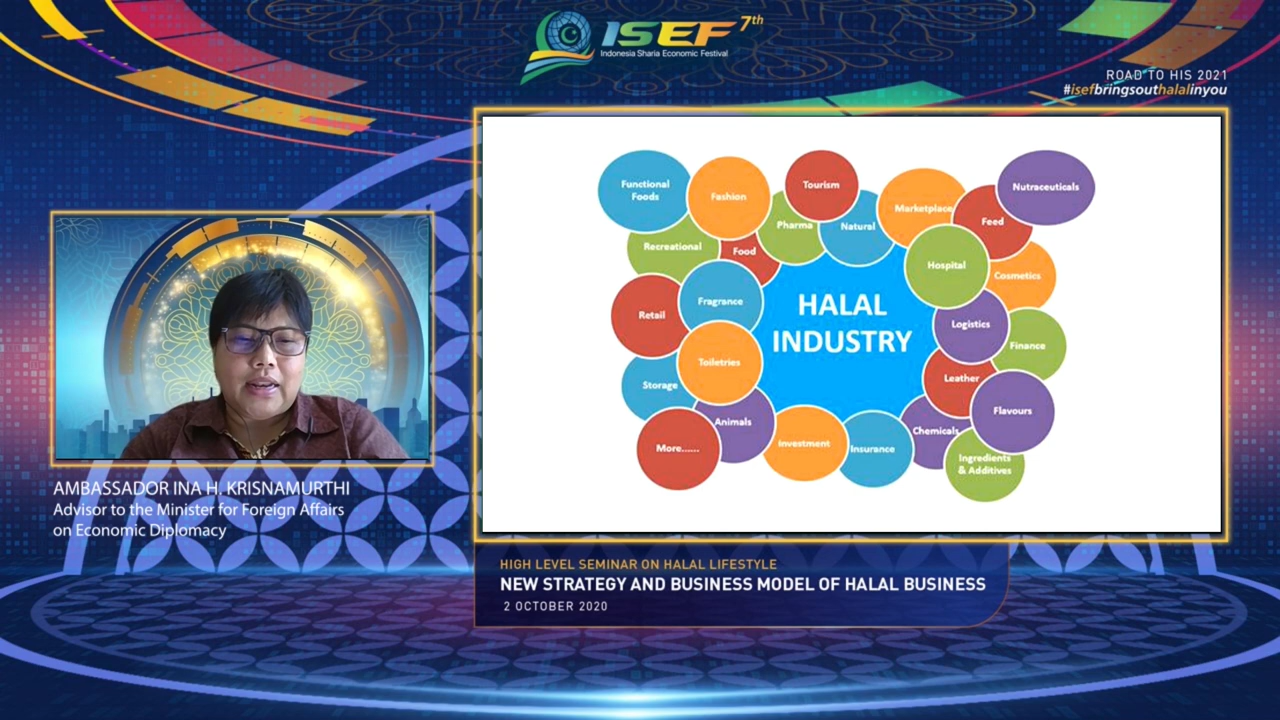 ISEF 7th
Indonesia Sharia Economic Festival
ROAD TO HIS 2021
#isefbringsouthalalinyou
Functional
Foods
Fashion
Tourism
Marketplace
Nutraceuticals
Recreational
Food
Pharma
Natural
Feed
Hospital
Cosmetics
Retail
Fragrance
HALAL
INDUSTRY
Logistics
Finance
Toiletries
Storage
Leather
Flavours
More......
Animals
Investment
Insurance
Chemicals
Ingredients
& Additives
AMBASSADOR INA H. KRISNAMURTHI
Advisor to the Minister for Foreign Affairs
on Economic Diplomacy
HIGH LEVEL SEMINAR ON HALAL LIFESTYLE
NEW STRATEGY AND BUSINESS MODEL OF HALAL BUSINESS
2 OCTOBER 2020